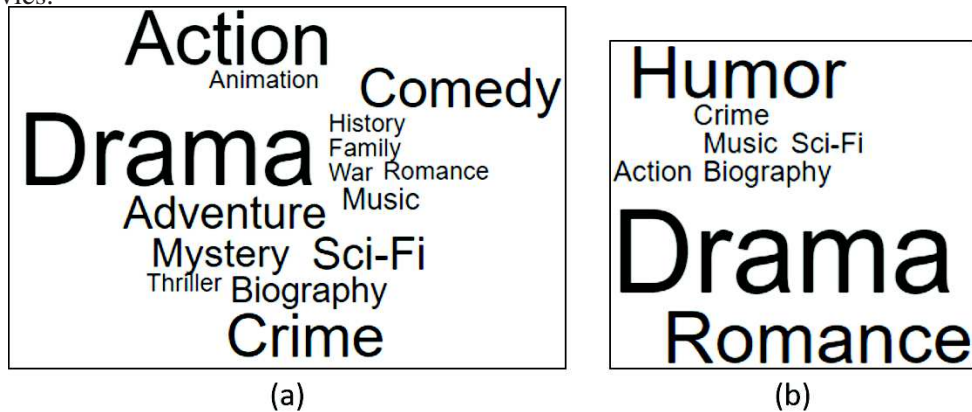 Action
Animation
Comedy
Drama
History
Family
War Romance
Music
Adventure
Mystery Sci-Fi
Thriller Biography
Crime
(a)
Humor
Crime
Music Sci-Fi
Action Biography
Drama
Romance
(b)